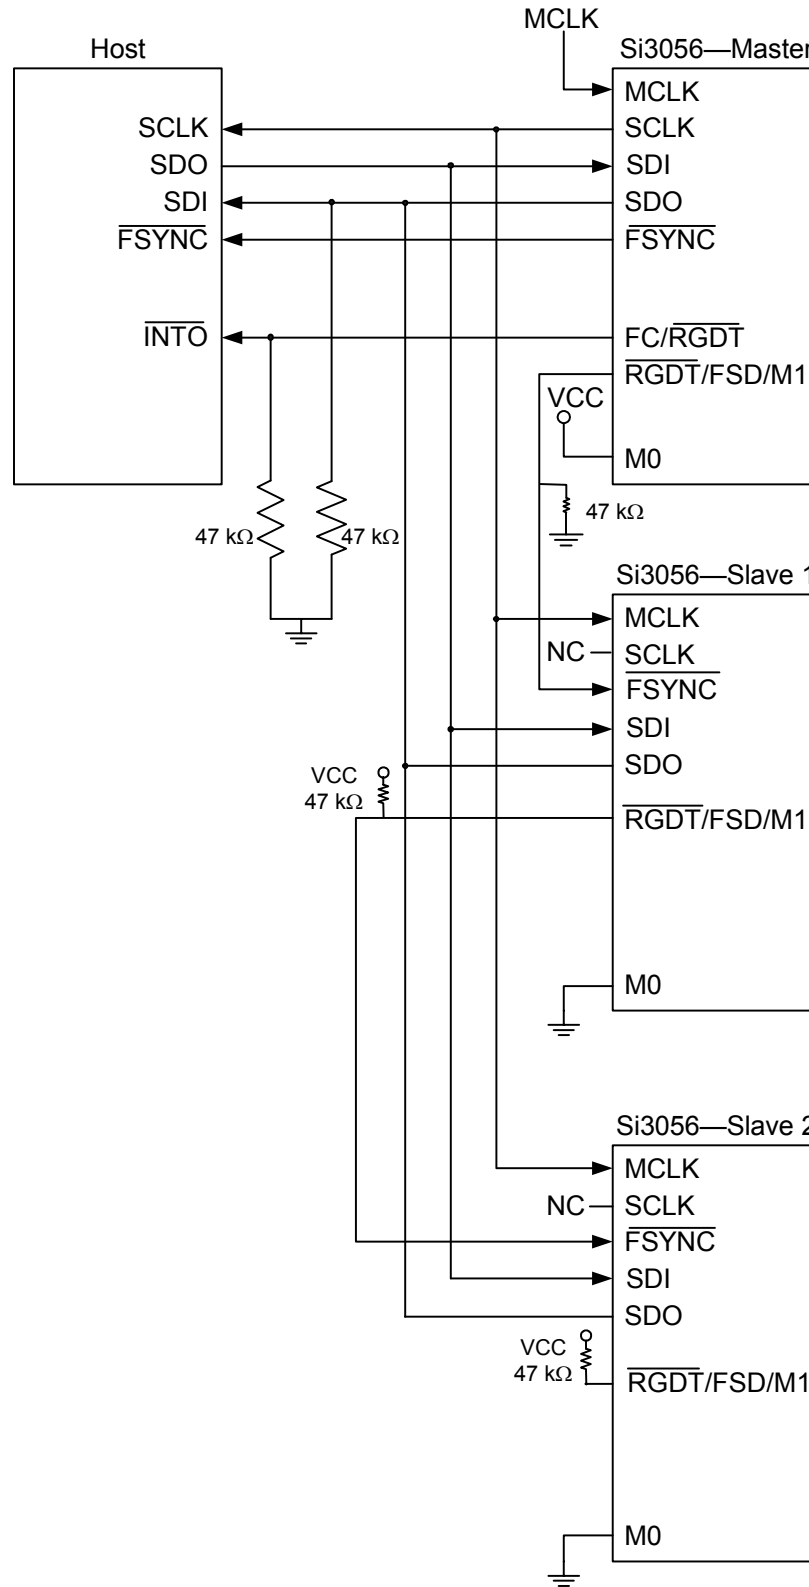 MCLK
Host
Si3056—Master
MCLK
SCLK
SCLK
SDO
SDI
SDI
SDO
FSYNC
FSYNC
INTO
FC/RGDT
RGDT/FSD/M1
VCC
M0
47 kΩ
47 kΩ
47 kΩ
Si3056—Slave 1
MCLK
NC
SCLK
FSYNC
SDI
SDO
VCC
47 kΩ
RGDT/FSD/M1
M0
Si3056—Slave 2
MCLK
NC
SCLK
FSYNC
SDI
SDO
VCC
47 kΩ
RGDT/FSD/M1
M0